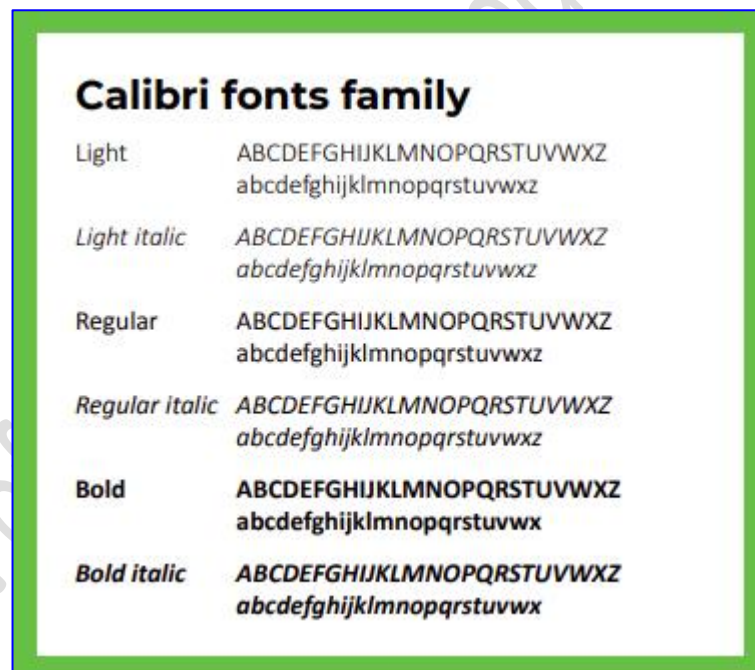 Calibri fonts family
Light ABCDEFGHIJKLMNOPQRSTUVWXZ
abcdefghijklmnopqrstuvwxz
Light italic ABCDEFGHIJKLMNOPQRSTUVWXZ
abcdefghijklmnopqrstuvwxz
Regular ABCDEFGHIJKLMNOPQRSTUVWXZ
abcdefghijklmnopqrstuvwxz
Regular italic ABCDEFGHIJKLMNOPQRSTUVWXZ
abcdefghijklmnopqrstuvwxz
Bold ABCDEFGHIJKLMNOPQRSTUVWXZ
abcdefghijklmnopqrstuvwx
Bold italic ABCDEFGHIJKLMNOPQRSTUVWXZ
abcdefghijklmnopqrstuvwx